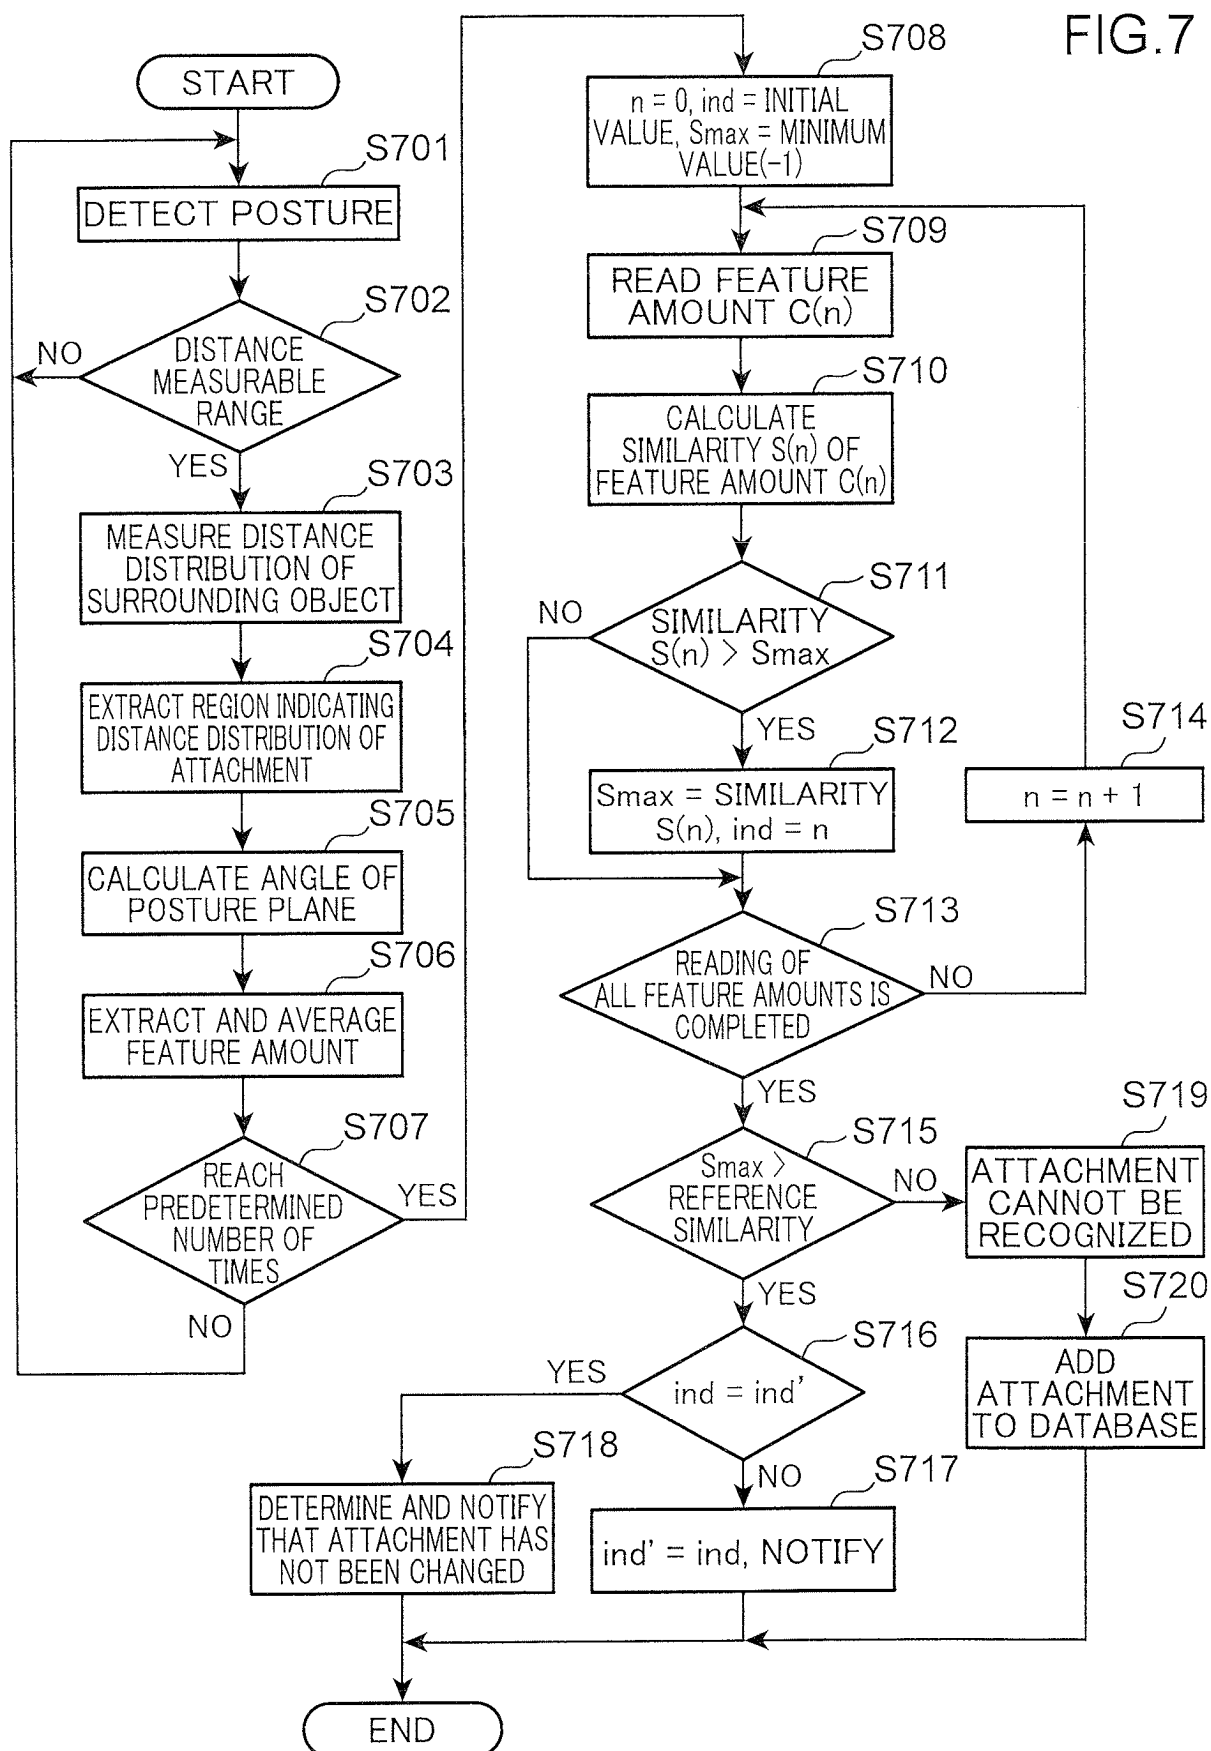 FIG.7
START
S701
DETECT POSTURE
S702
DISTANCE
MEASURABLE
RANGE
NO
YES
S703
MEASURE DISTANCE
DISTRIBUTION OF
SURROUNDING OBJECT
S704
EXTRACT REGION INDICATING
DISTANCE DISTRIBUTION OF
ATTACHMENT
S705
CALCULATE ANGLE OF
POSTURE PLANE
S706
EXTRACT AND AVERAGE
FEATURE AMOUNT
S707
REACH
PREDETERMINED
NUMBER OF
TIMES
YES
NO
S708
n = 0, ind = INITIAL
VALUE, Smax = MINIMUM
VALUE(-1)
S709
READ FEATURE
AMOUNT C(n)
S710
CALCULATE
SIMILARITY S(n) OF
FEATURE AMOUNT C(n)
S711
SIMILARITY
S(n) > Smax
NO
YES
S712
Smax = SIMILARITY
S(n), ind = n
S713
READING OF
ALL FEATURE AMOUNTS IS
COMPLETED
NO
YES
S714
n = n + 1
S715
Smax >
REFERENCE
SIMILARITY
NO
YES
S716
ind = ind'
YES
NO
S717
ind' = ind, NOTIFY
S718
DETERMINE AND NOTIFY
THAT ATTACHMENT HAS
NOT BEEN CHANGED
S719
ATTACHMENT
CANNOT BE
RECOGNIZED
S720
ADD
ATTACHMENT
TO DATABASE
END